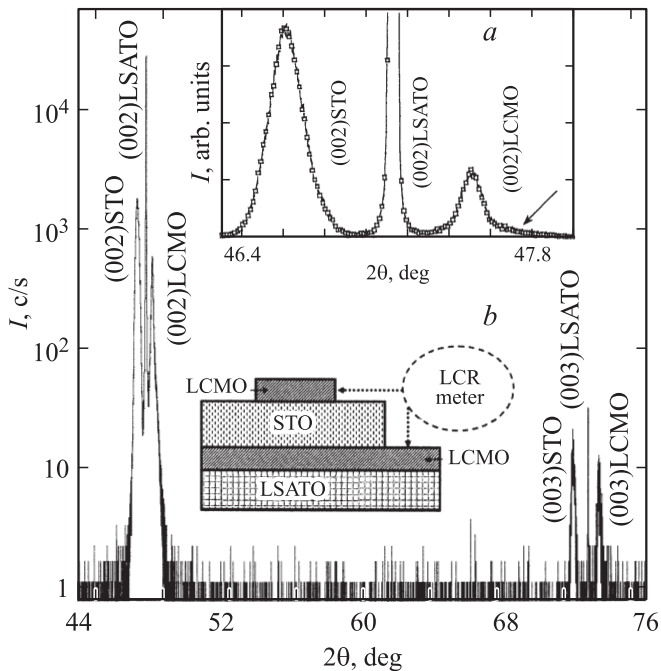 a
I, arb. units
(002)STO
(002)LSATO
(002)LCMO
46.4
47.8
2θ, deg
10⁴
10³
10²
10
1
I, c/s
(002)STO
(002)LSATO
(002)LCMO
b
LCMO
STO
LCR
meter
LCMO
LSATO
(003)STO
(003)LSATO
(003)LCMO
44
52
60
68
76
2θ, deg